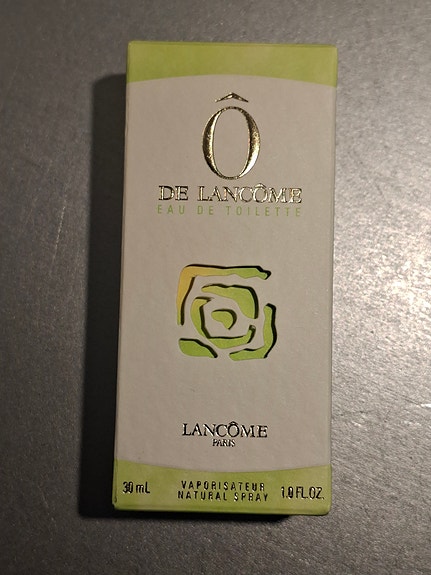 Ô
DE LANCÔME
EAU DE TOILETTE
LANCÔME
PARIS
30 mL VAPORISATEUR 1.0 FL.OZ.
NATURAL SPRAY